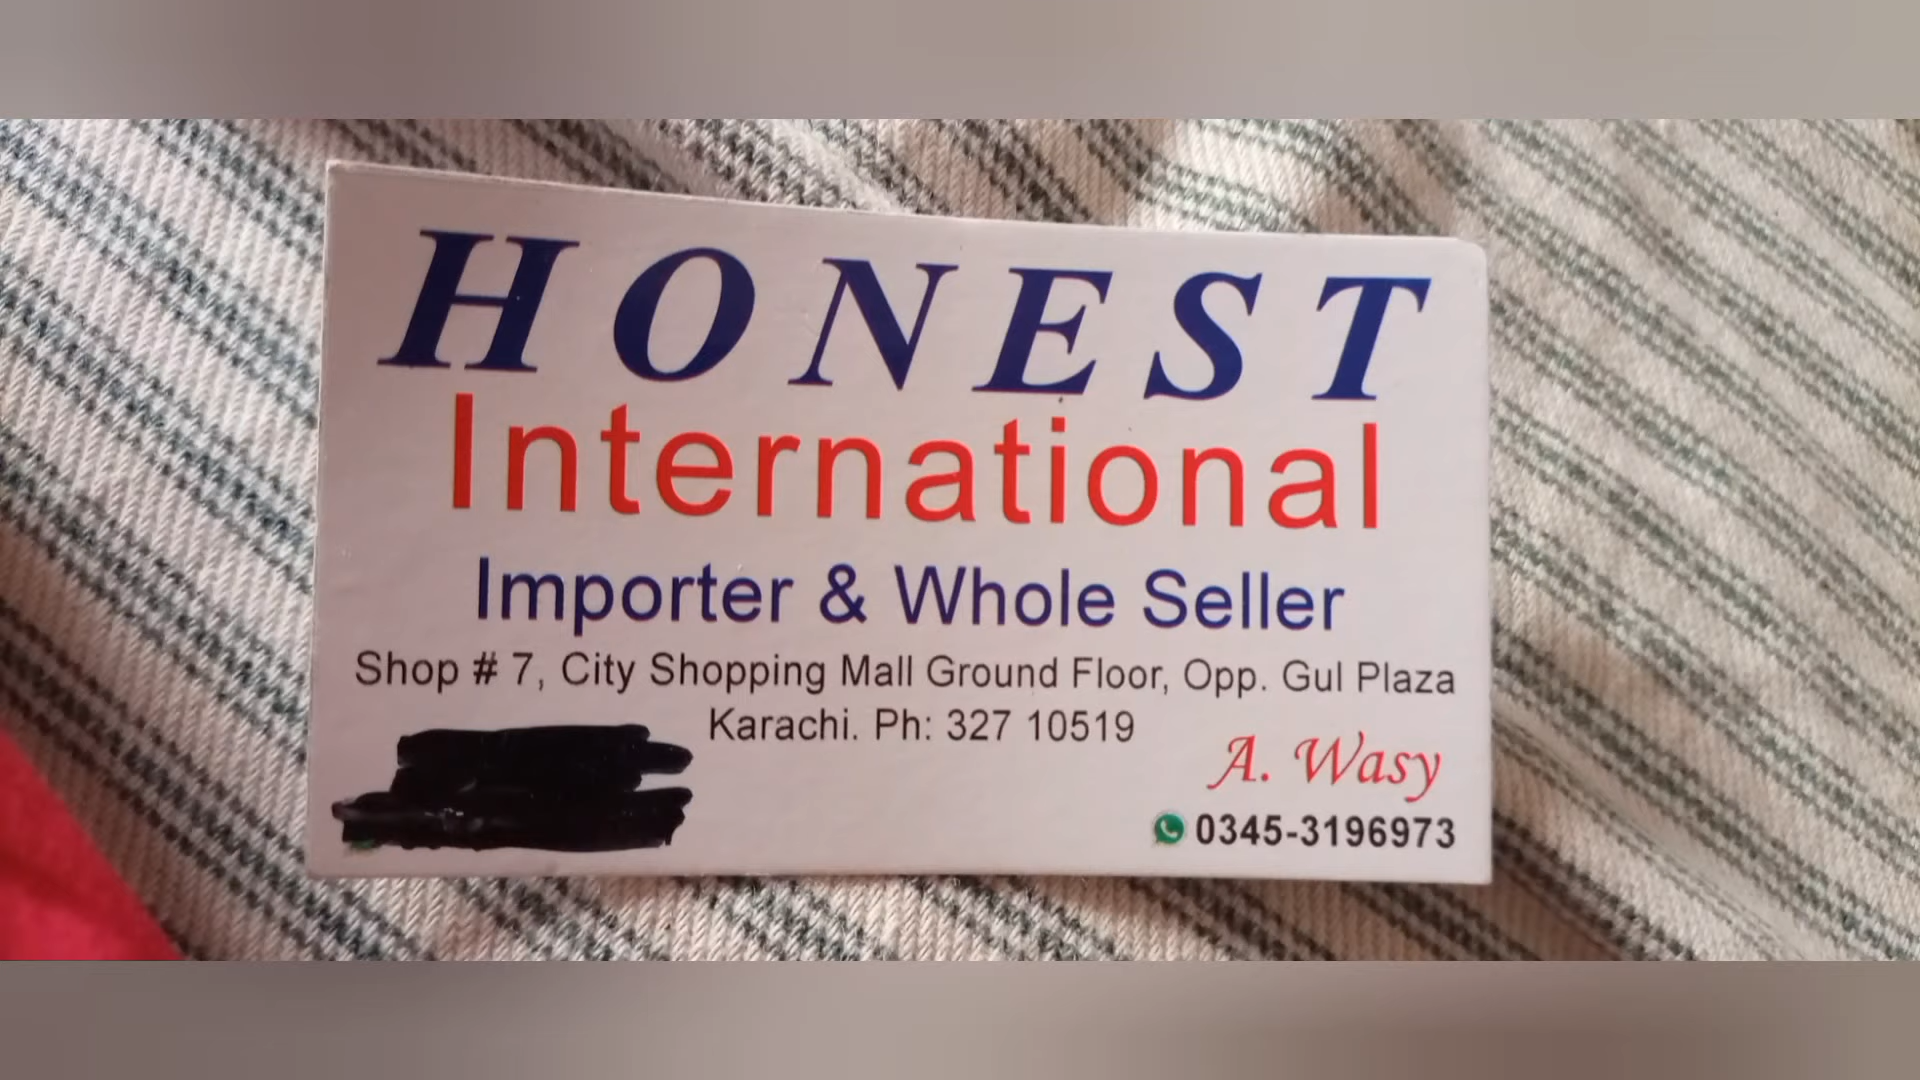 HONEST
International
Importer & Whole Seller
Shop # 7, City Shopping Mall Ground Floor, Opp. Gul Plaza
Karachi. Ph: 327 10519
A. Wasy
0345-3196973